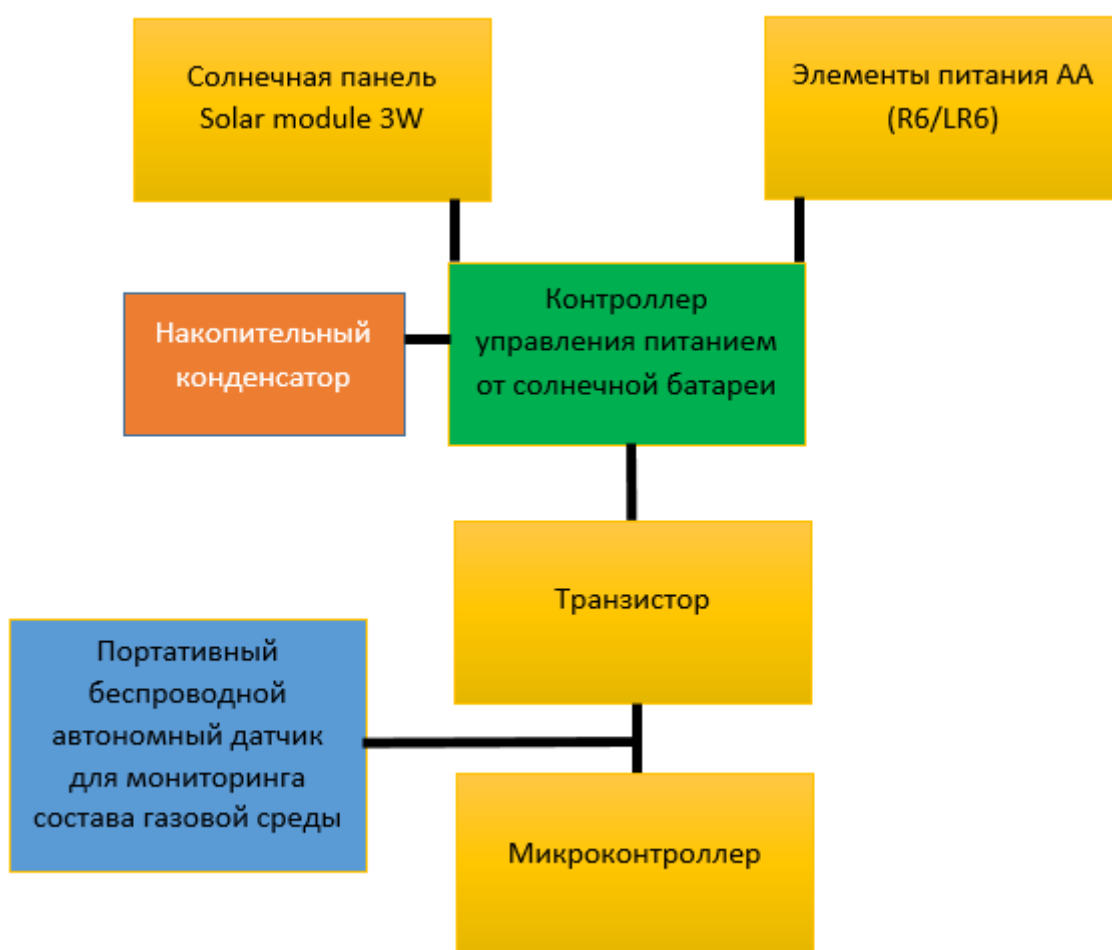 Солнечная панель
Solar module 3W
Элементы питания АА
(R6/LR6)
Накопительный
конденсатор
Контроллер
управления питанием
от солнечной батареи
Транзистор
Портативный
беспроводной
автономный датчик
для мониторинга
состава газовой среды
Микроконтроллер